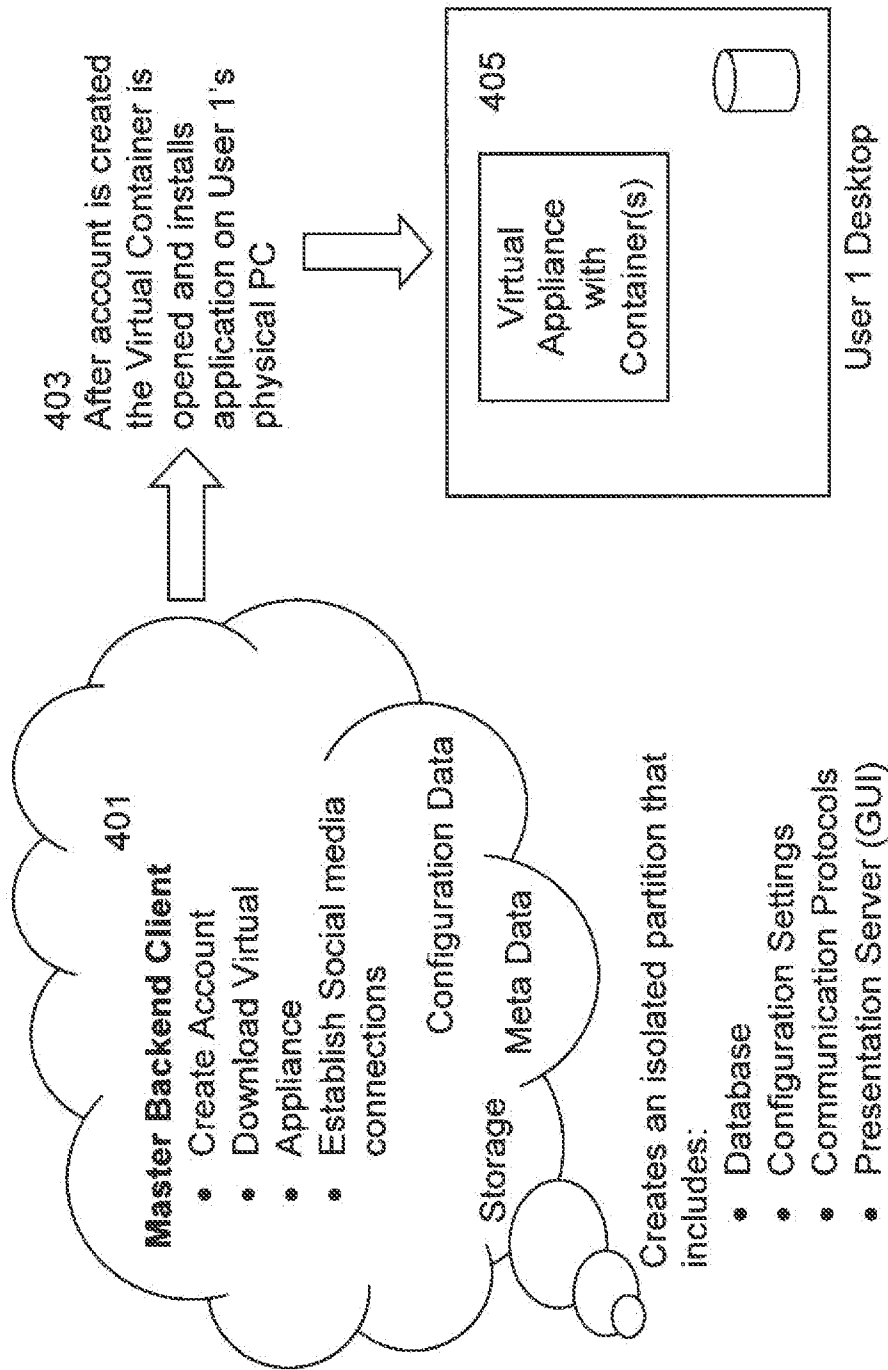 401
Master Backend Client
• Create Account
• Download Virtual
• Appliance
• Establish Social media
connections
Configuration Data
Meta Data
Storage
Creates an isolated partition that
includes:
• Database
• Configuration Settings
• Communication Protocols
• Presentation Server (GUI)
403
After account is created
the Virtual Container is
opened and installs
application on User 1's
physical PC
405
Virtual
Appliance
with
Container(s)
User 1 Desktop